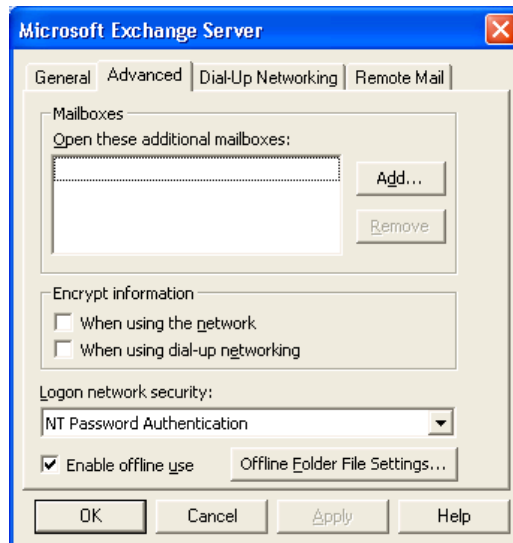 Microsoft Exchange Server
General Advanced Dial-Up Networking Remote Mail
Mailboxes
Open these additional mailboxes:
Add...
Remove
Encrypt information
When using the network
When using dial-up networking
Logon network security:
NT Password Authentication
Enable offline use Offline Folder File Settings...
OK Cancel Apply Help